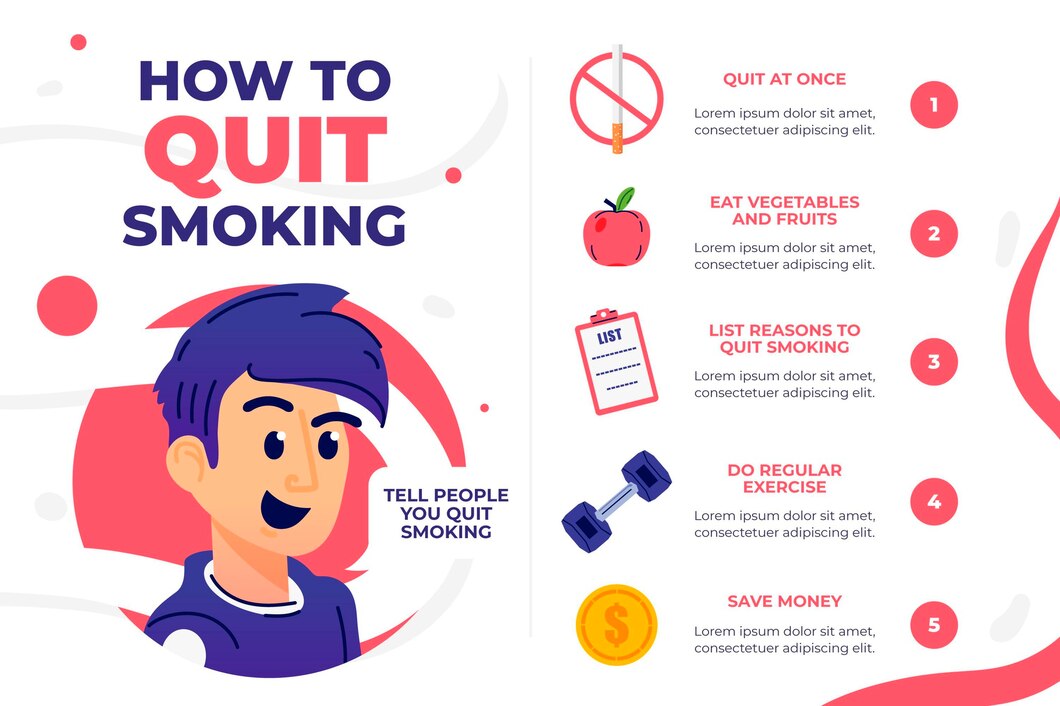 HOW TO
QUIT
SMOKING
TELL PEOPLE
YOU QUIT
SMOKING
QUIT AT ONCE
Lorem ipsum dolor sit amet,
consectetuer adipiscing elit.
1
EAT VEGETABLES
AND FRUITS
Lorem ipsum dolor sit amet,
consectetuer adipiscing elit.
2
LIST
LIST REASONS TO
QUIT SMOKING
Lorem ipsum dolor sit amet,
consectetuer adipiscing elit.
3
DO REGULAR
EXERCISE
Lorem ipsum dolor sit amet,
consectetuer adipiscing elit.
4
$
SAVE MONEY
Lorem ipsum dolor sit amet,
consectetuer adipiscing elit.
5